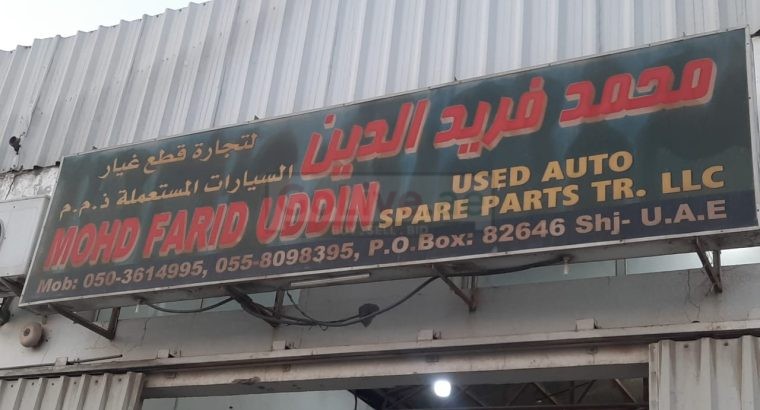 محمد فريد الدين
لتجارة قطع غيار
السيارات المستعملة ذ.م.م
MOHD FARID UDDIN
USED AUTO
SPARE PARTS TR. LLC
Mob: 050-3614995, 055-8098395, P.O.Box: 82646 Shj- U.A.E